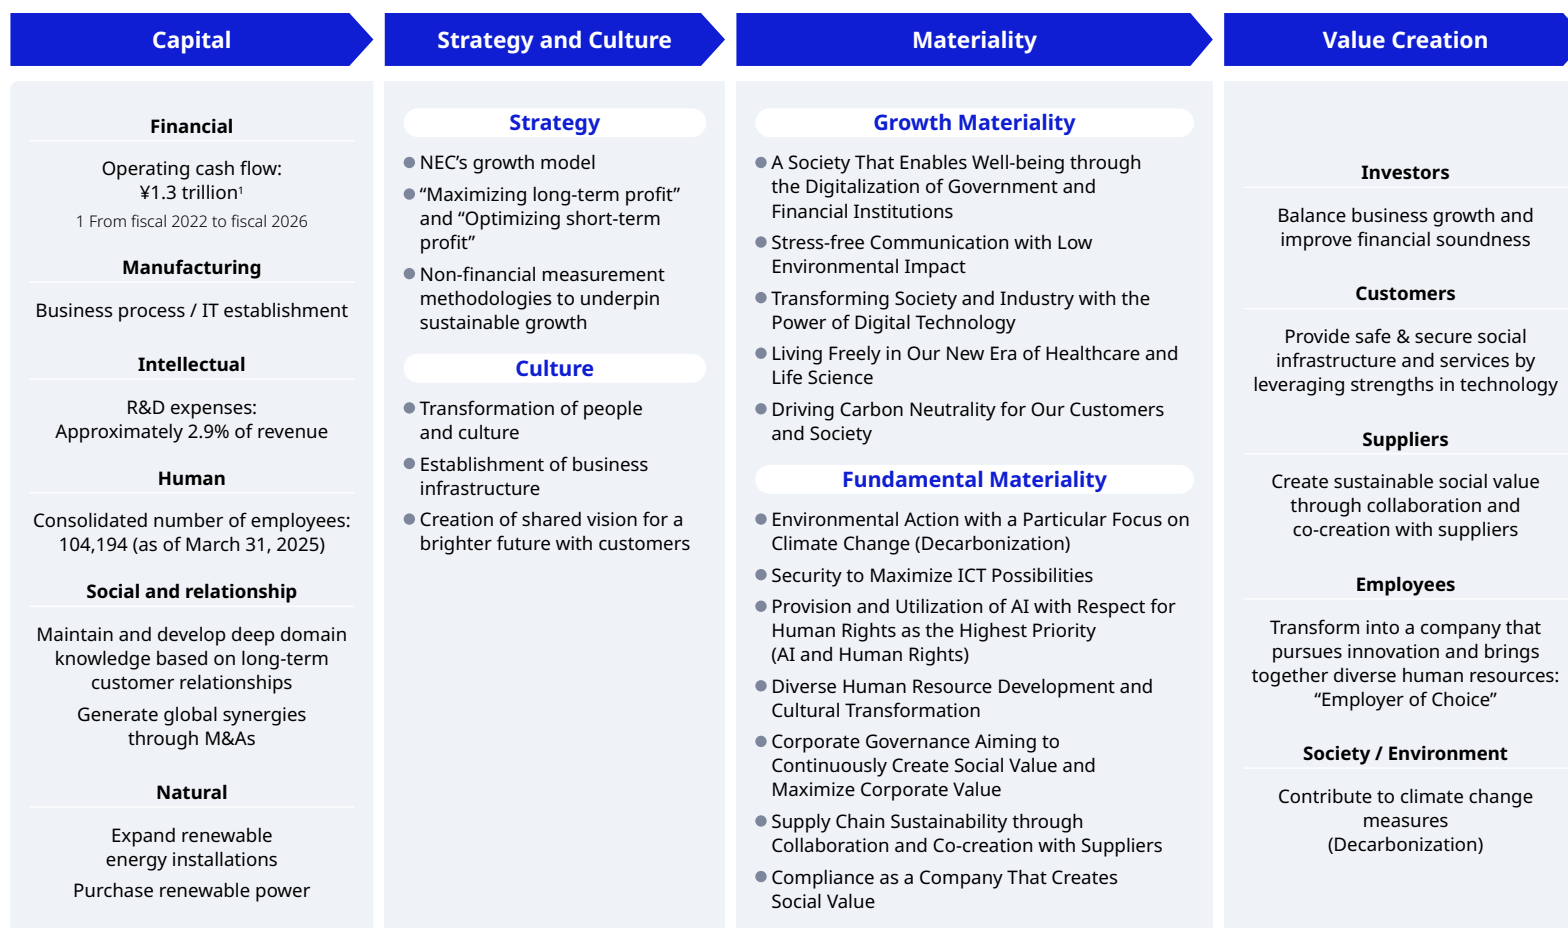 Capital
Strategy and Culture
Materiality
Value Creation
Financial
Operating cash flow:
¥1.3 trillion¹
1 From fiscal 2022 to fiscal 2026
Manufacturing
Business process / IT establishment
Intellectual
R&D expenses:
Approximately 2.9% of revenue
Human
Consolidated number of employees:
104,194 (as of March 31, 2025)
Social and relationship
Maintain and develop deep domain
knowledge based on long-term
customer relationships
Generate global synergies
through M&As
Natural
Expand renewable
energy installations
Purchase renewable power
Strategy
● NEC’s growth model
● “Maximizing long-term profit”
and “Optimizing short-term
profit”
● Non-financial measurement
methodologies to underpin
sustainable growth
Culture
● Transformation of people
and culture
● Establishment of business
infrastructure
● Creation of shared vision for a
brighter future with customers
Growth Materiality
● A Society That Enables Well-being through
the Digitalization of Government and
Financial Institutions
● Stress-free Communication with Low
Environmental Impact
● Transforming Society and Industry with the
Power of Digital Technology
● Living Freely in Our New Era of Healthcare and
Life Science
● Driving Carbon Neutrality for Our Customers
and Society
Fundamental Materiality
● Environmental Action with a Particular Focus on
Climate Change (Decarbonization)
● Security to Maximize ICT Possibilities
● Provision and Utilization of AI with Respect for
Human Rights as the Highest Priority
(AI and Human Rights)
● Diverse Human Resource Development and
Cultural Transformation
● Corporate Governance Aiming to
Continuously Create Social Value and
Maximize Corporate Value
● Supply Chain Sustainability through
Collaboration and Co-creation with Suppliers
● Compliance as a Company That Creates
Social Value
Investors
Balance business growth and
improve financial soundness
Customers
Provide safe & secure social
infrastructure and services by
leveraging strengths in technology
Suppliers
Create sustainable social value
through collaboration and
co-creation with suppliers
Employees
Transform into a company that
pursues innovation and brings
together diverse human resources:
“Employer of Choice”
Society / Environment
Contribute to climate change
measures
(Decarbonization)